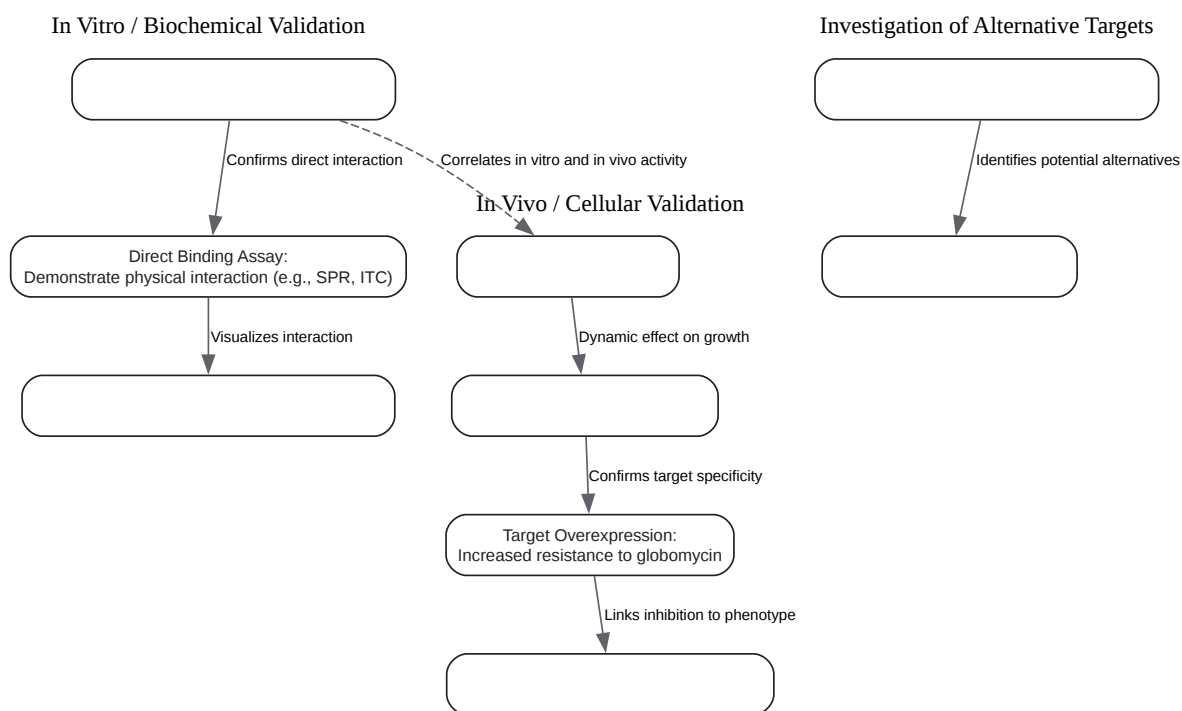 In Vitro / Biochemical Validation
Investigation of Alternative Targets
Confirms direct interaction
Correlates in vitro and in vivo activity
Identifies potential alternatives
In Vivo / Cellular Validation
Direct Binding Assay:
Demonstrate physical interaction (e.g., SPR, ITC)
Visualizes interaction
Dynamic effect on growth
Confirms target specificity
Target Overexpression:
Increased resistance to globomycin
Links inhibition to phenotype